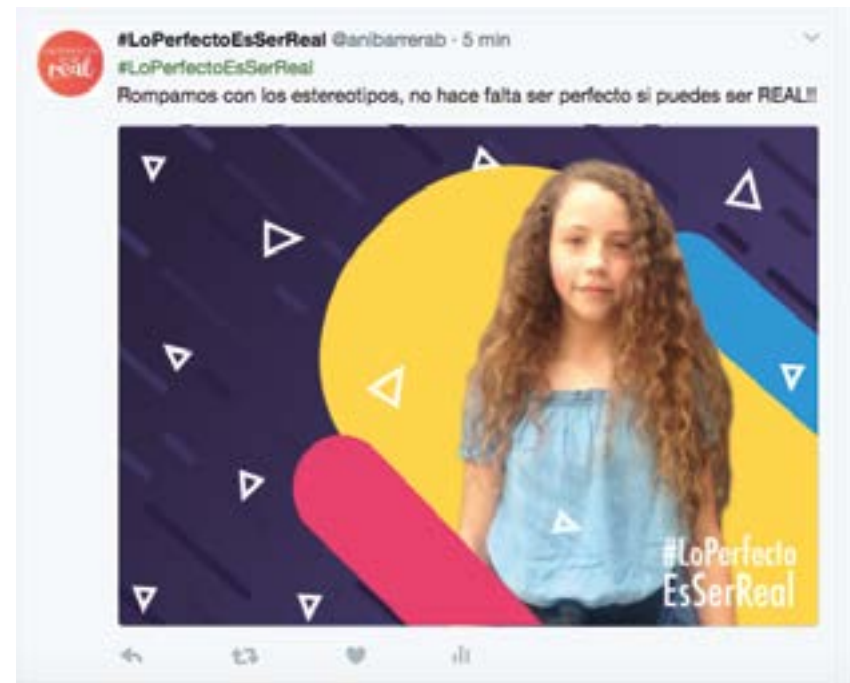 #LoPerfectoEsSerReal @anibarrerab · 5 min
#LoPerfectoEsSerReal
Rompamos con los estereotipos, no hace falta ser perfecto si puedes ser REAL!!
real
#LoPerfecto
EsSerReal